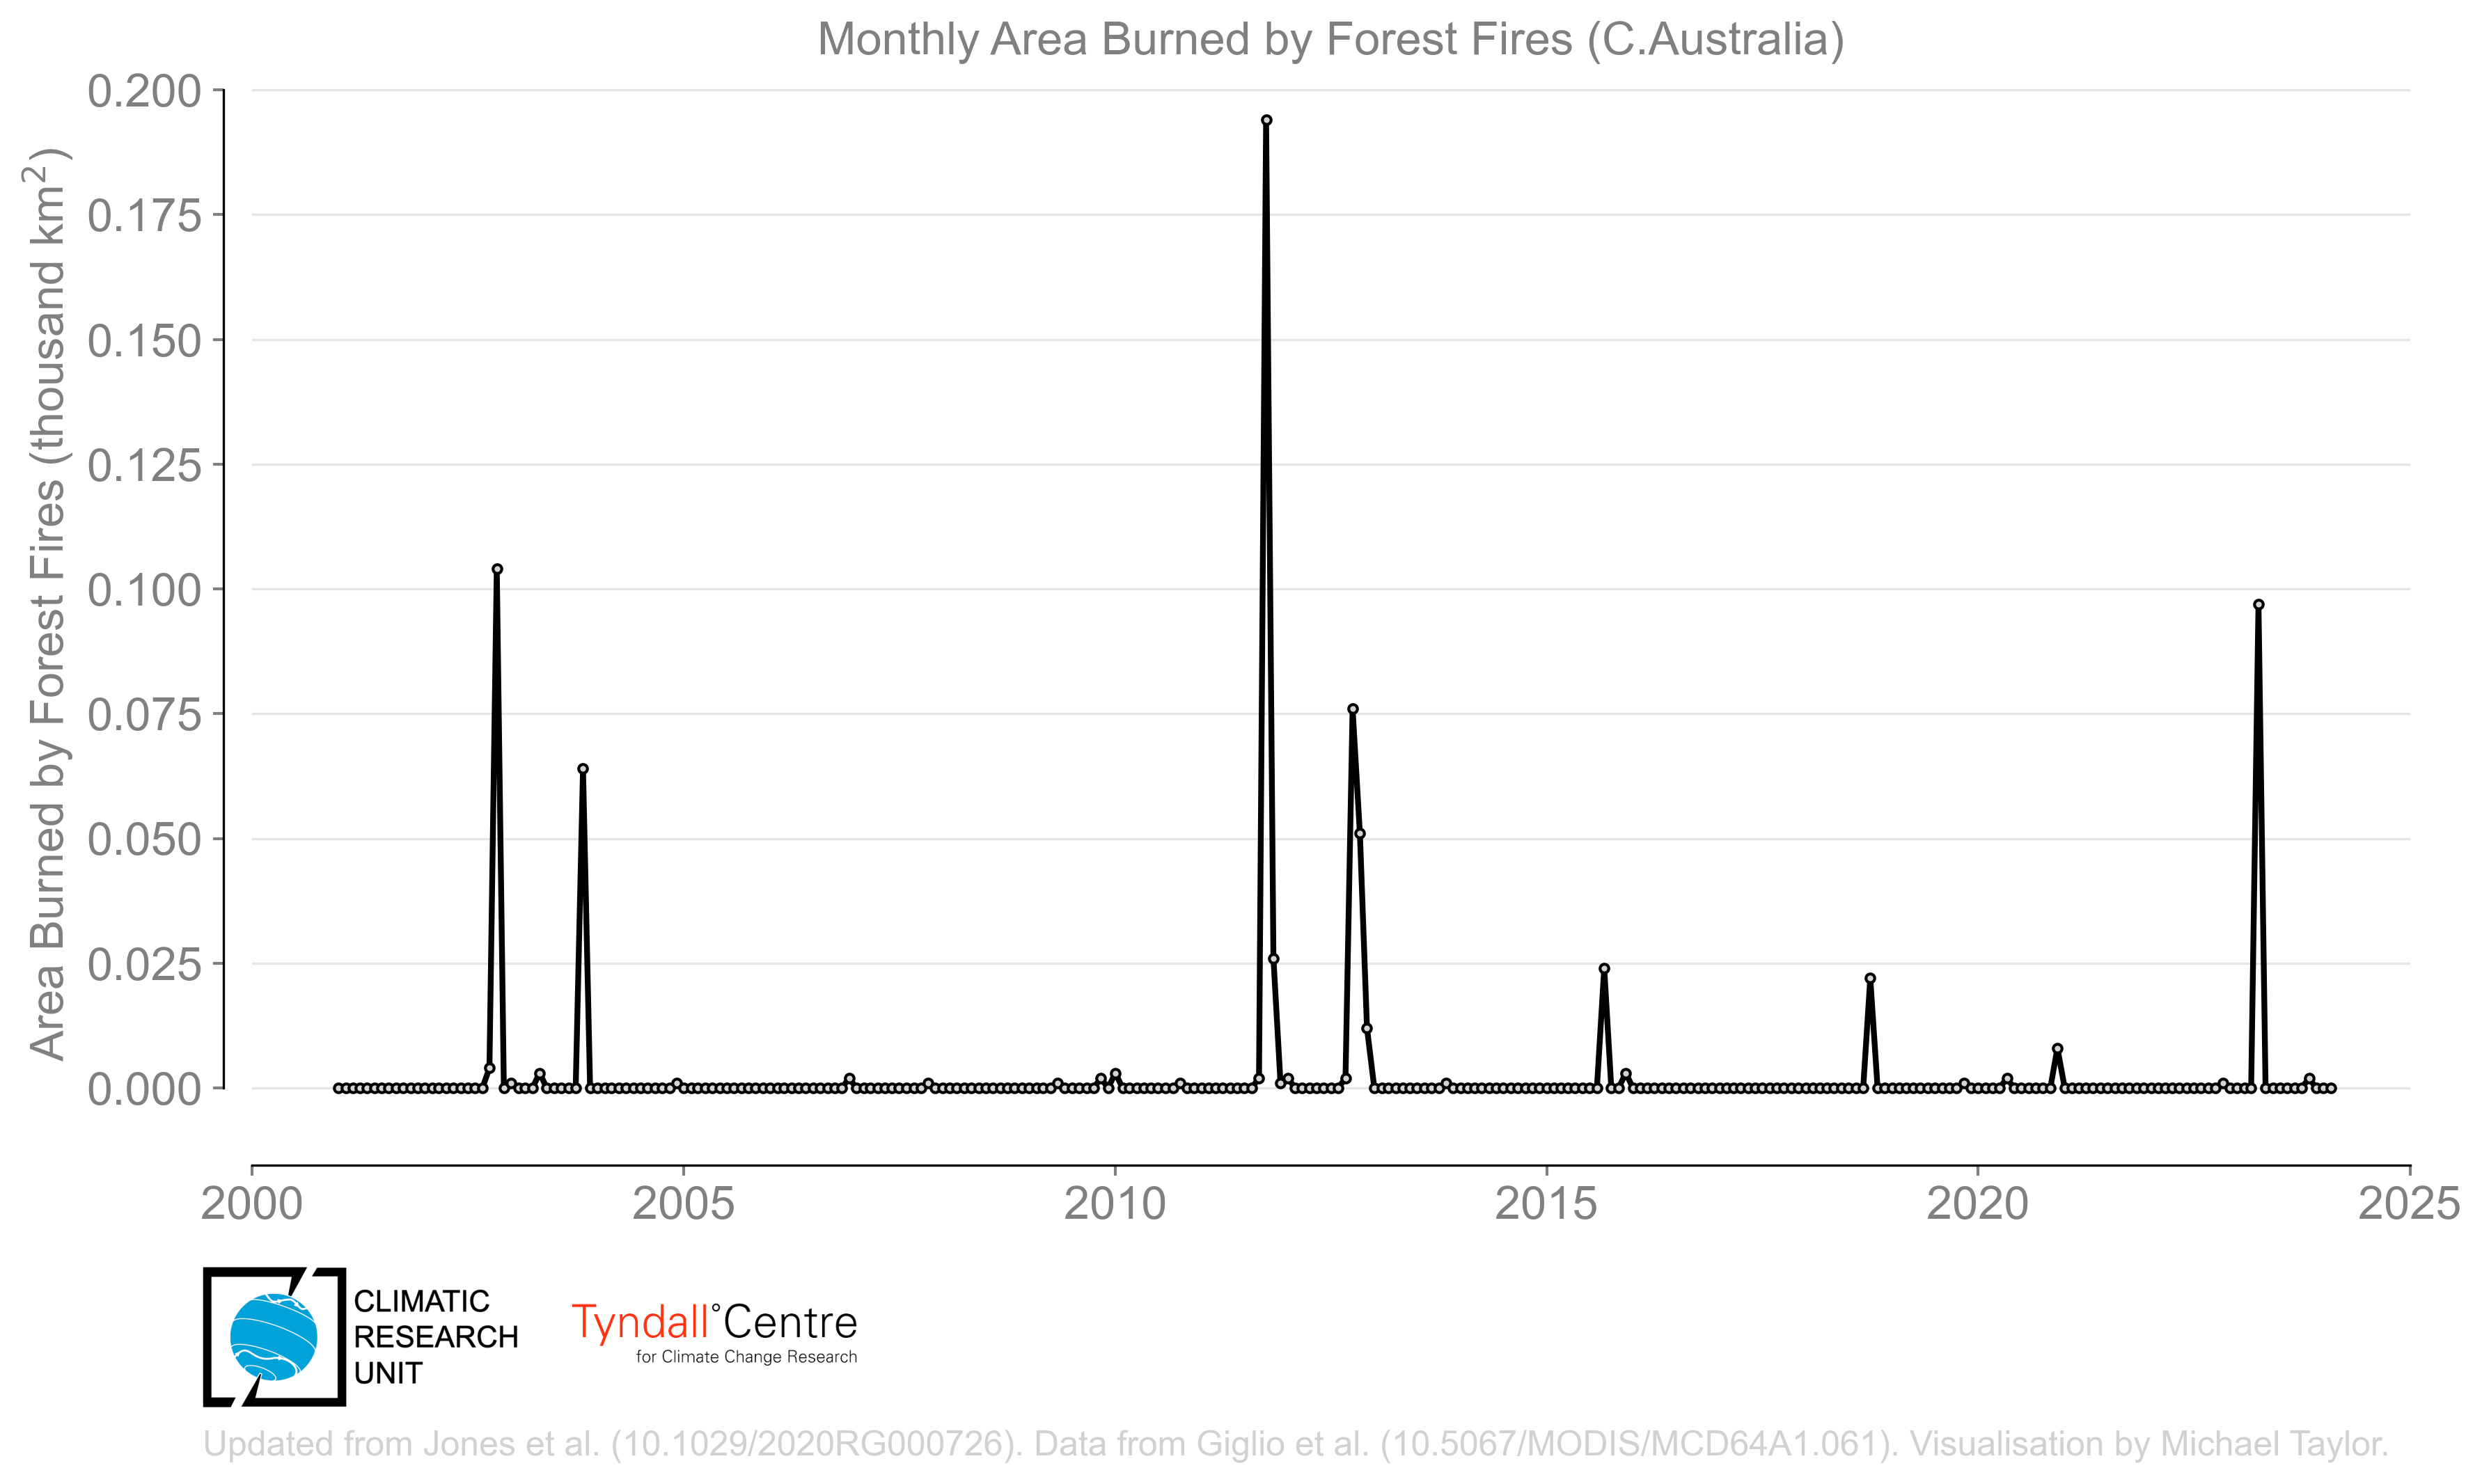 Monthly Area Burned by Forest Fires (C.Australia)
Area Burned by Forest Fires (thousand km²)
0.200
0.175
0.150
0.125
0.100
0.075
0.050
0.025
0.000
2000 2005 2010 2015 2020 2025
CLIMATIC
RESEARCH
UNIT
Tyndall°Centre
for Climate Change Research
Updated from Jones et al. (10.1029/2020RG000726). Data from Giglio et al. (10.5067/MODIS/MCD64A1.061). Visualisation by Michael Taylor.